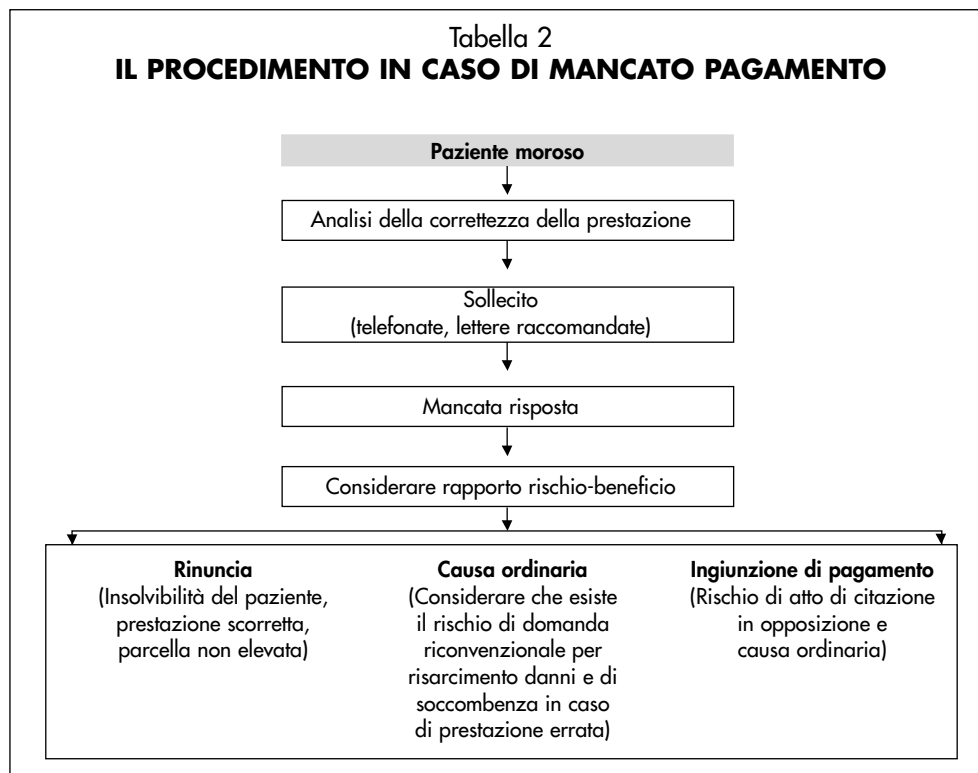 Tabella 2
IL PROCEDIMENTO IN CASO DI MANCATO PAGAMENTO
Paziente moroso
Analisi della correttezza della prestazione
Sollecito
(telefonate, lettere raccomandate)
Mancata risposta
Considerare rapporto rischio-beneficio
Rinuncia
(Insolvibilità del paziente,
prestazione scorretta,
parcella non elevata)
Causa ordinaria
(Considerare che esiste
il rischio di domanda
riconvenzionale per
risarcimento danni e di
soccombenza in caso
di prestazione errata)
Ingiunzione di pagamento
(Rischio di atto di citazione
in opposizione e
causa ordinaria)